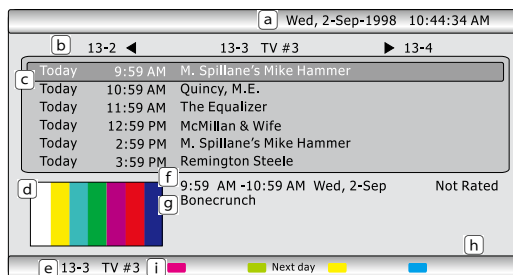 a Wed, 2-Sep-1998 10:44:34 AM
b 13-2 ◀ 13-3 TV #3 ▶ 13-4
c
Today 9:59 AM M. Spillane's Mike Hammer
Today 10:59 AM Quincy, M.E.
Today 11:59 AM The Equalizer
Today 12:59 PM McMillan & Wife
Today 2:59 PM M. Spillane's Mike Hammer
Today 3:59 PM Remington Steele
d
f 9:59 AM -10:59 AM Wed, 2-Sep Not Rated
g Bonecrunch
h
e 13-3 TV #3 i Next day